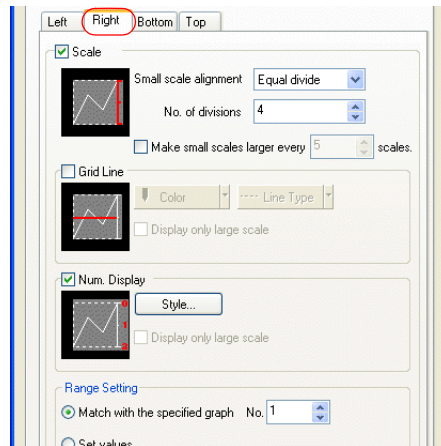 Left Right Bottom Top
Scale
Small scale alignment Equal divide
No. of divisions 4
Make small scales larger every 5 scales.
Grid Line
Color Line Type
Display only large scale
Num. Display
Style...
Display only large scale
Range Setting
Match with the specified graph No. 1
Set values